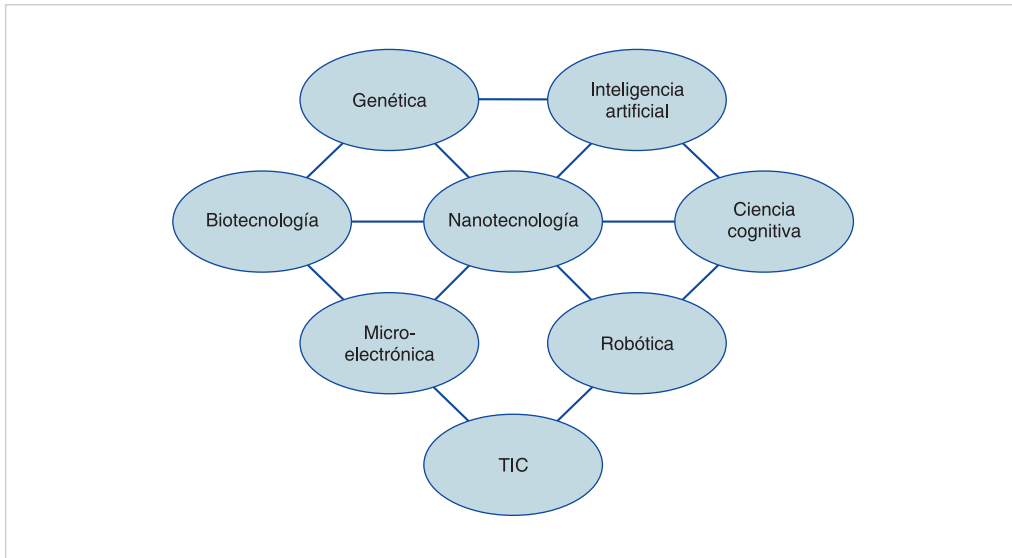 Genética
Inteligencia
artificial
Biotecnología
Nanotecnología
Ciencia
cognitiva
Micro-
electrónica
Robótica
TIC